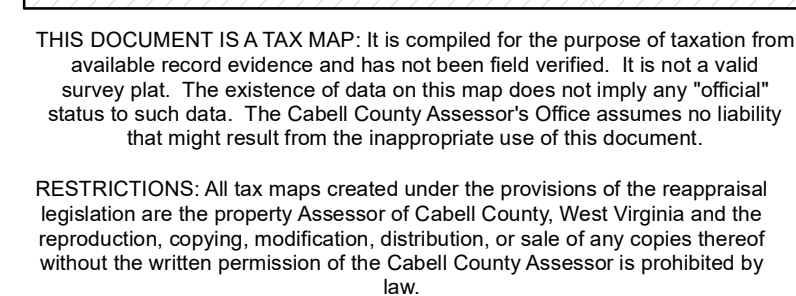 THIS DOCUMENT IS A TAX MAP: It is compiled for the purpose of taxation from
available record evidence and has not been field verified.  It is not a valid
survey plat.  The existence of data on this map does not imply any "official"
status to such data.  The Cabell County Assessor's Office assumes no liability
that might result from the inappropriate use of this document.
RESTRICTIONS: All tax maps created under the provisions of the reappraisal
legislation are the property Assessor of Cabell County, West Virginia and the
reproduction, copying, modification, distribution, or sale of any copies thereof
without the written permission of the Cabell County Assessor is prohibited by
law.